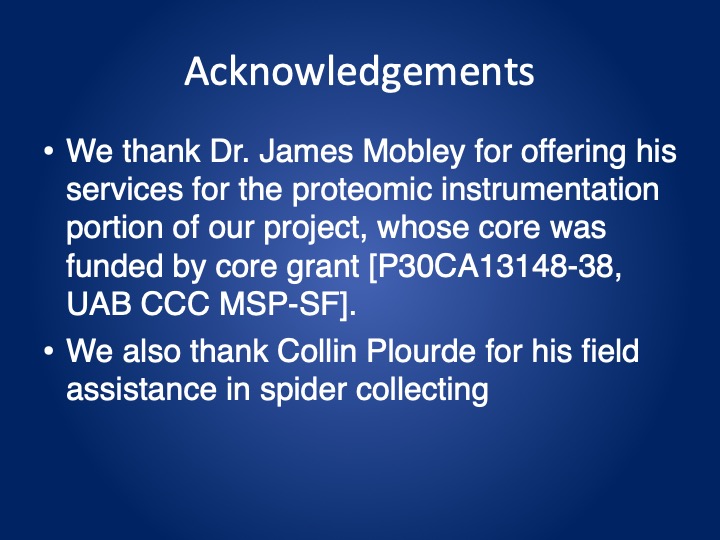 Acknowledgements
• We thank Dr. James Mobley for offering his
services for the proteomic instrumentation
portion of our project, whose core was
funded by core grant [P30CA13148-38,
UAB CCC MSP-SF].
• We also thank Collin Plourde for his field
assistance in spider collecting